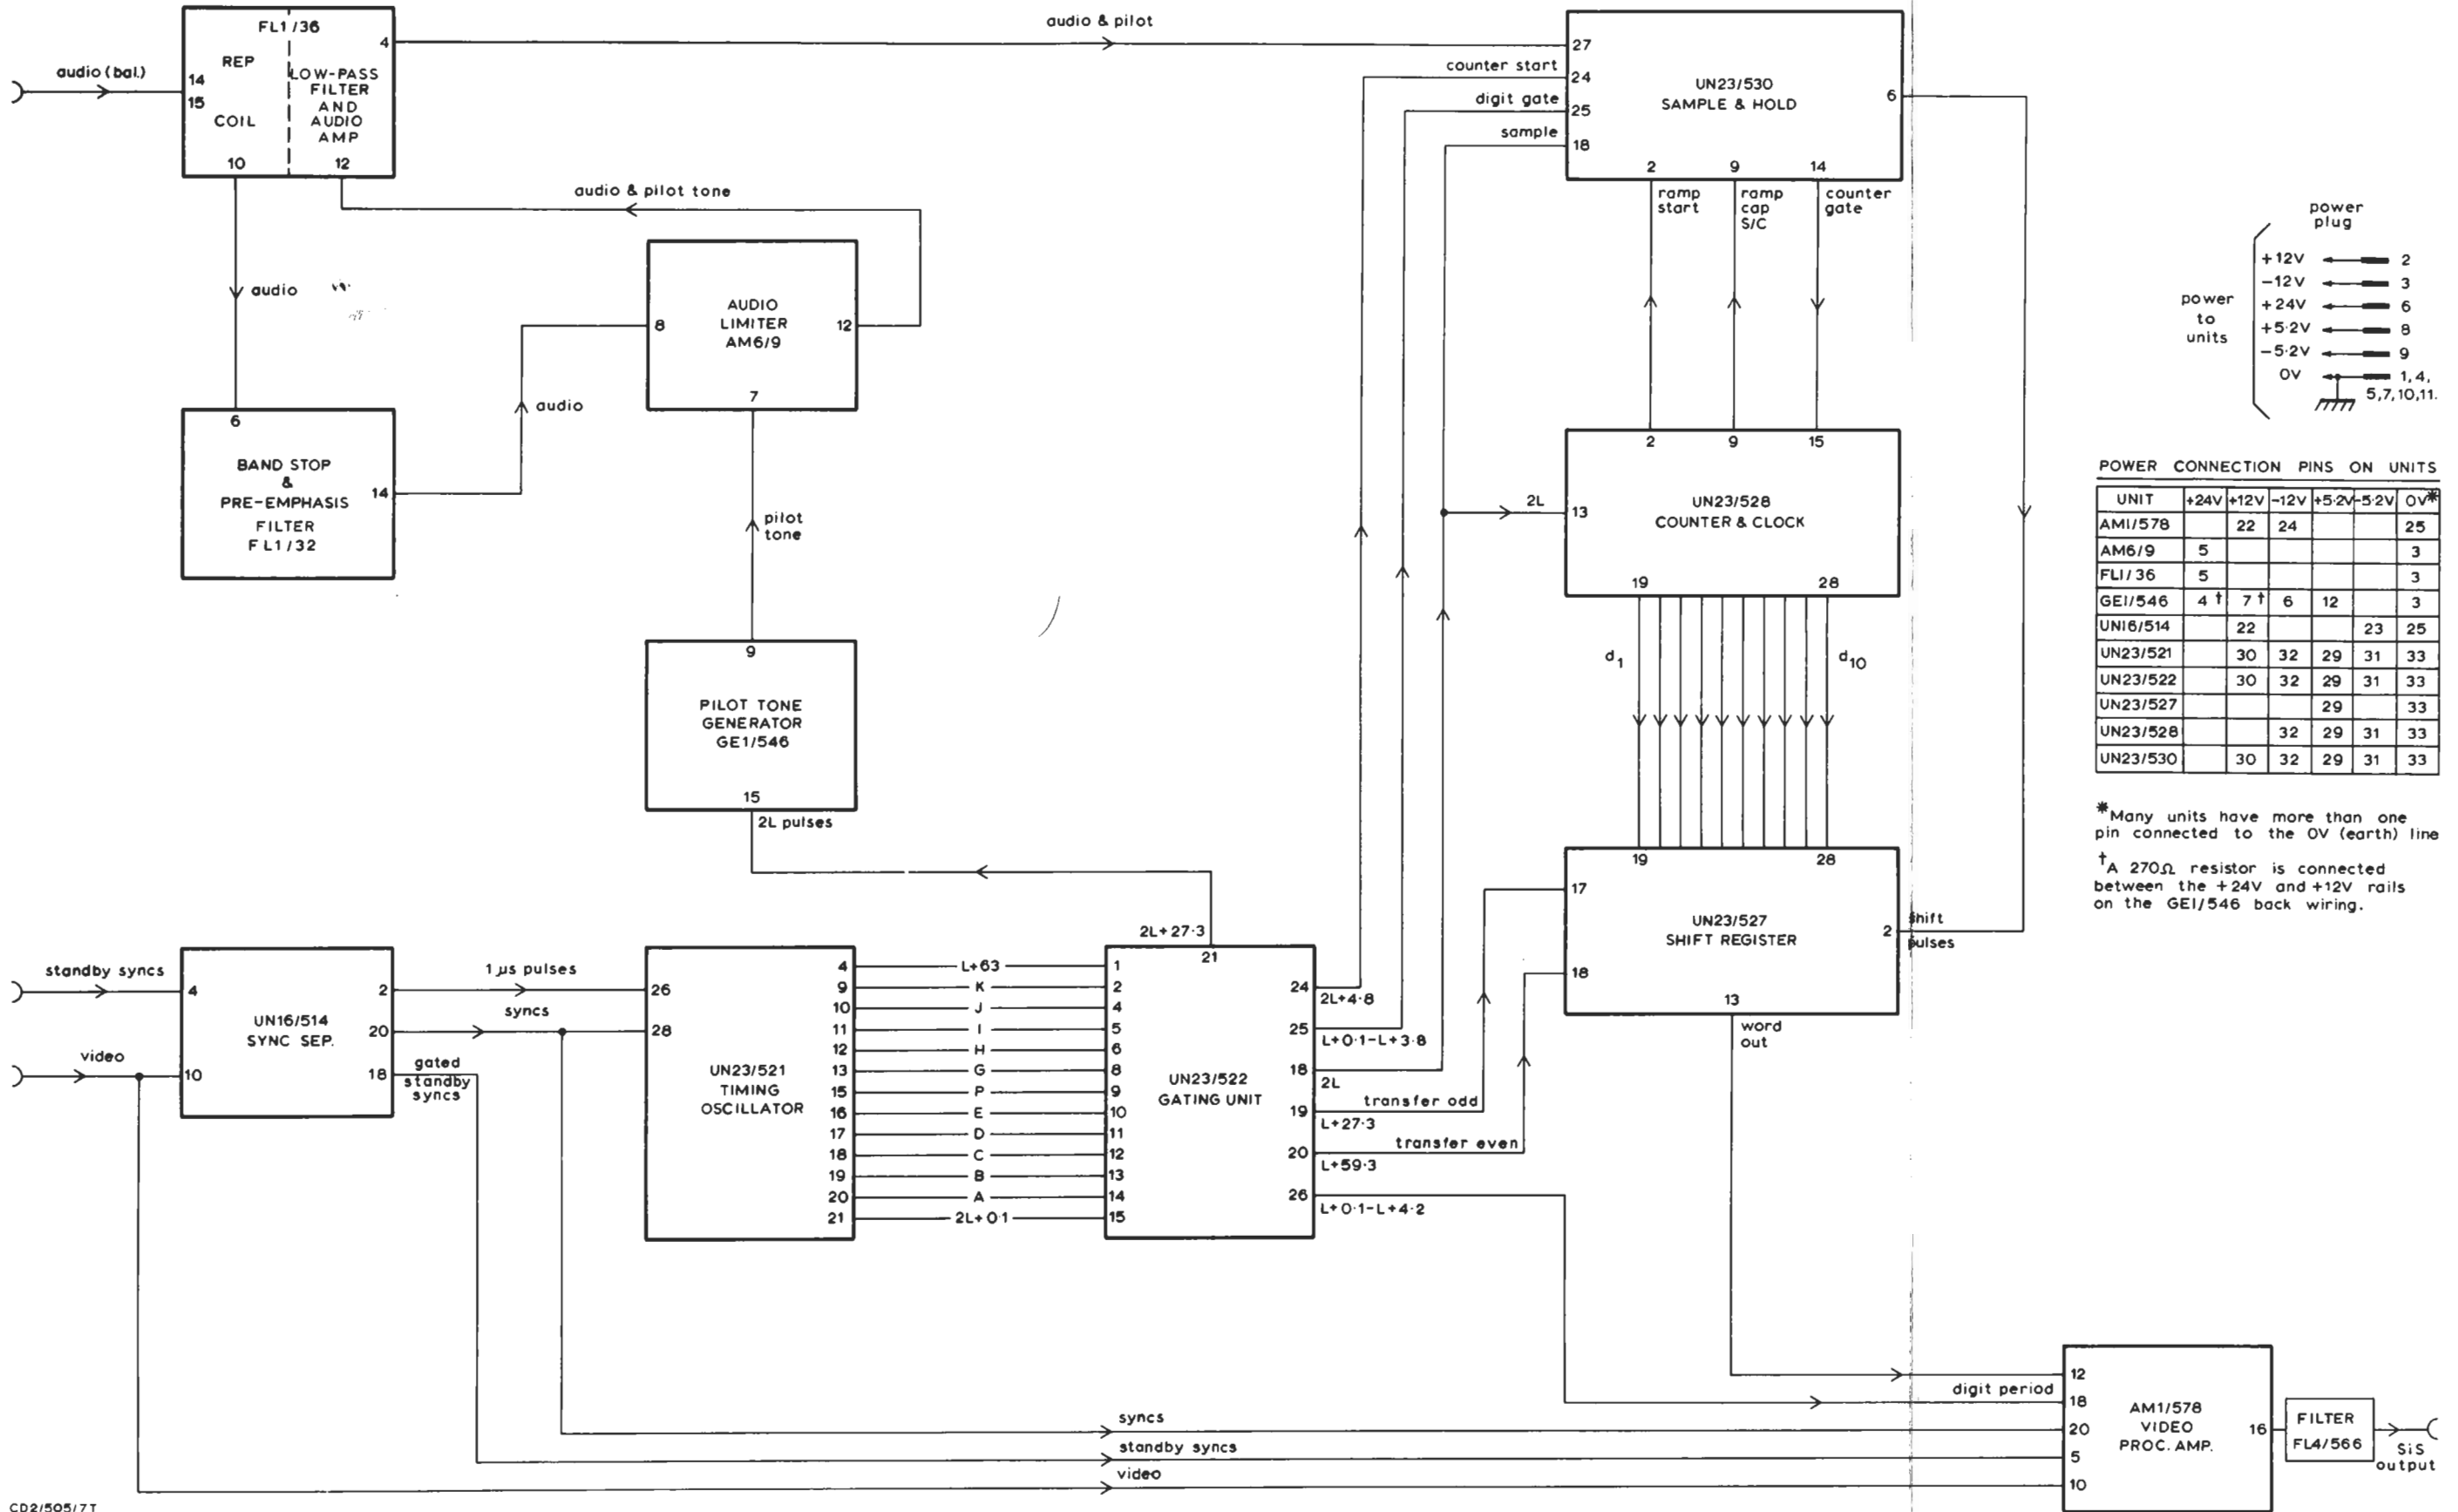 audio (bal.)
FL1/36
REP
COIL
LOW-PASS
FILTER
AND
AUDIO
AMP
14
15
4
10
12
audio & pilot
audio & pilot tone
audio
6
BAND STOP
&
PRE-EMPHASIS
FILTER
FL1/32
14
audio
AUDIO
LIMITER
AM6/9
8
12
7
pilot
tone
9
PILOT TONE
GENERATOR
GE1/546
15
2L pulses
27
counter start
24
digit gate
25
sample
18
UN23/530
SAMPLE & HOLD
6
2
9
14
ramp
start
ramp
cap
S/C
counter
gate
2
9
15
2L
13
UN23/528
COUNTER & CLOCK
19
28
d1
d10
19
28
17
18
UN23/527
SHIFT REGISTER
2
shift
pulses
13
word
out
power
plug
power
to
units
+12V 2
-12V 3
+24V 6
+5·2V 8
-5·2V 9
0V 1, 4,
5,7,10,11.
POWER CONNECTION PINS ON UNITS
UNIT +24V +12V -12V +5·2V -5·2V 0V*
AM1/578 22 24 25
AM6/9 5 3
FL1/36 5 3
GE1/546 4† 7† 6 12 3
UN16/514 22 23 25
UN23/521 30 32 29 31 33
UN23/522 30 32 29 31 33
UN23/527 29 33
UN23/528 32 29 31 33
UN23/530 30 32 29 31 33
*Many units have more than one
pin connected to the 0V (earth) line
†A 270Ω resistor is connected
between the +24V and +12V rails
on the GE1/546 back wiring.
standby syncs
4
video
10
UN16/514
SYNC SEP.
2
20
18
1µs pulses
syncs
gated
standby
syncs
26
28
UN23/521
TIMING
OSCILLATOR
4 L+63 1
9 K 2
10 J 4
11 I 5
12 H 6
13 G 8
15 P 9
16 E 10
17 D 11
18 C 12
19 B 13
20 A 14
21 2L+0·1 15
2L+27·3
21
UN23/522
GATING UNIT
24
2L+4·8
25
L+0·1-L+3·8
18
2L
19
transfer odd
L+27·3
20
transfer even
L+59·3
26
L+0·1-L+4·2
12
digit period
18
syncs
20
standby syncs
5
video
10
AM1/578
VIDEO
PROC. AMP.
16
FILTER
FL4/566
SiS
output
CD2/505/7T